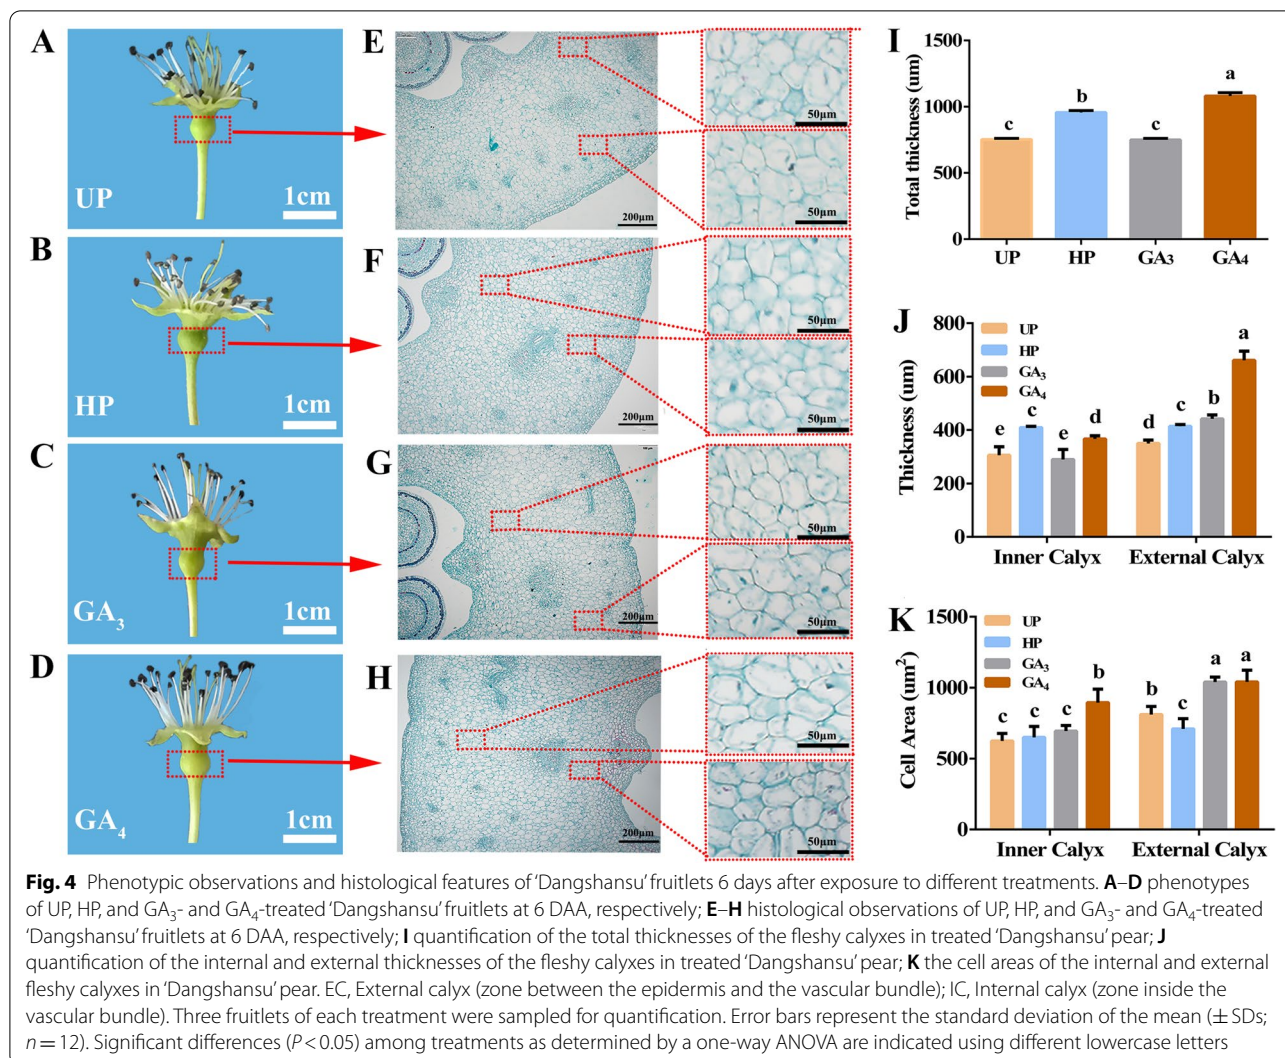 A
UP
1cm
B
HP
1cm
C
GA3
1cm
D
GA4
1cm
E
200μm
50μm
50μm
F
200μm
50μm
50μm
G
50μm
50μm
H
200μm
50μm
50μm
I
Total thickness (um)
1500
1000
500
0
c
b
c
a
UP HP GA3 GA4
J
Thickness (um)
800
600
400
200
0
UP
HP
GA3
GA4
e c e d
d c b a
Inner Calyx External Calyx
K
Cell Area (um²)
1500
1000
500
0
UP
HP
GA3
GA4
c c c b
b c a a
Inner Calyx External Calyx
Fig. 4 Phenotypic observations and histological features of ‘Dangshansu’ fruitlets 6 days after exposure to different treatments. A–D phenotypes
of UP, HP, and GA3- and GA4-treated ‘Dangshansu’ fruitlets at 6 DAA, respectively; E–H histological observations of UP, HP, and GA3- and GA4-treated
‘Dangshansu’ fruitlets at 6 DAA, respectively; I quantification of the total thicknesses of the fleshy calyxes in treated ‘Dangshansu’ pear; J
quantification of the internal and external thicknesses of the fleshy calyxes in treated ‘Dangshansu’ pear; K the cell areas of the internal and external
fleshy calyxes in ‘Dangshansu’ pear. EC, External calyx (zone between the epidermis and the vascular bundle); IC, Internal calyx (zone inside the
vascular bundle). Three fruitlets of each treatment were sampled for quantification. Error bars represent the standard deviation of the mean (± SDs;
n = 12). Significant differences (P < 0.05) among treatments as determined by a one-way ANOVA are indicated using different lowercase letters